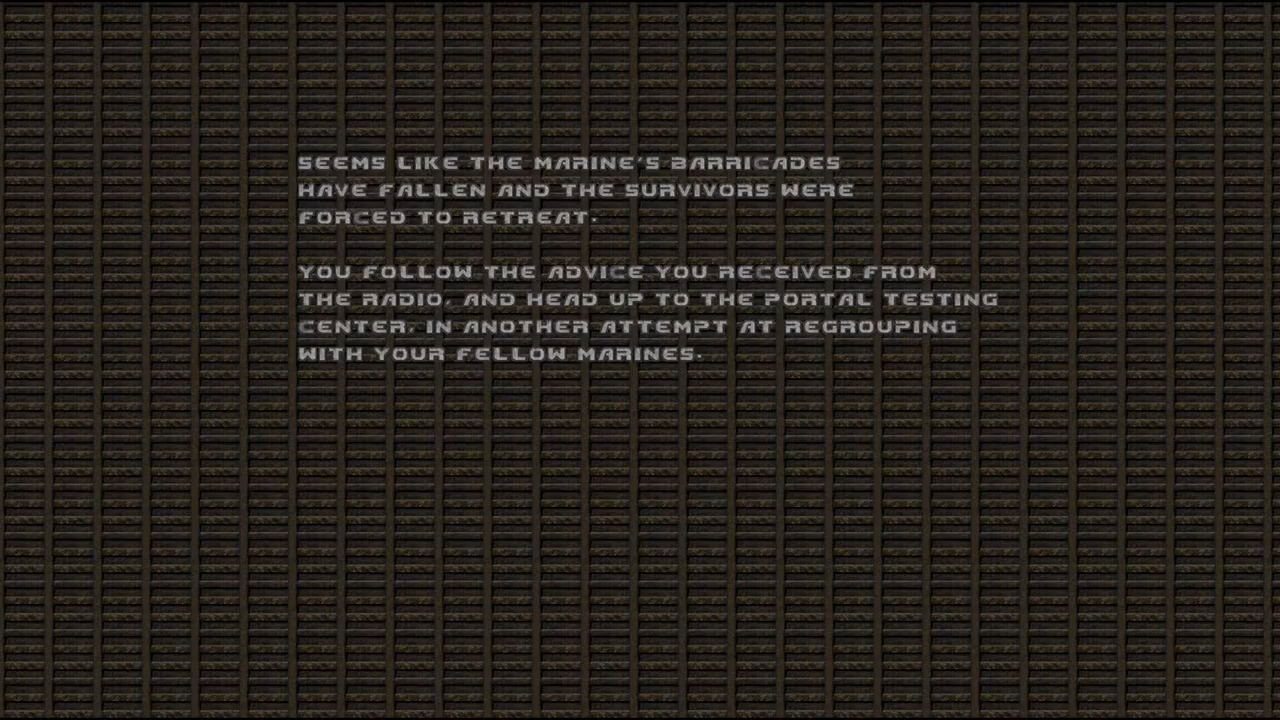 SEEMS LIKE THE MARINE'S BARRICADES
HAVE FALLEN AND THE SURVIVORS WERE
FORCED TO RETREAT.
YOU FOLLOW THE ADVICE YOU RECEIVED FROM
THE RADIO, AND HEAD UP TO THE PORTAL TESTING
CENTER, IN ANOTHER ATTEMPT AT REGROUPING
WITH YOUR FELLOW MARINES.